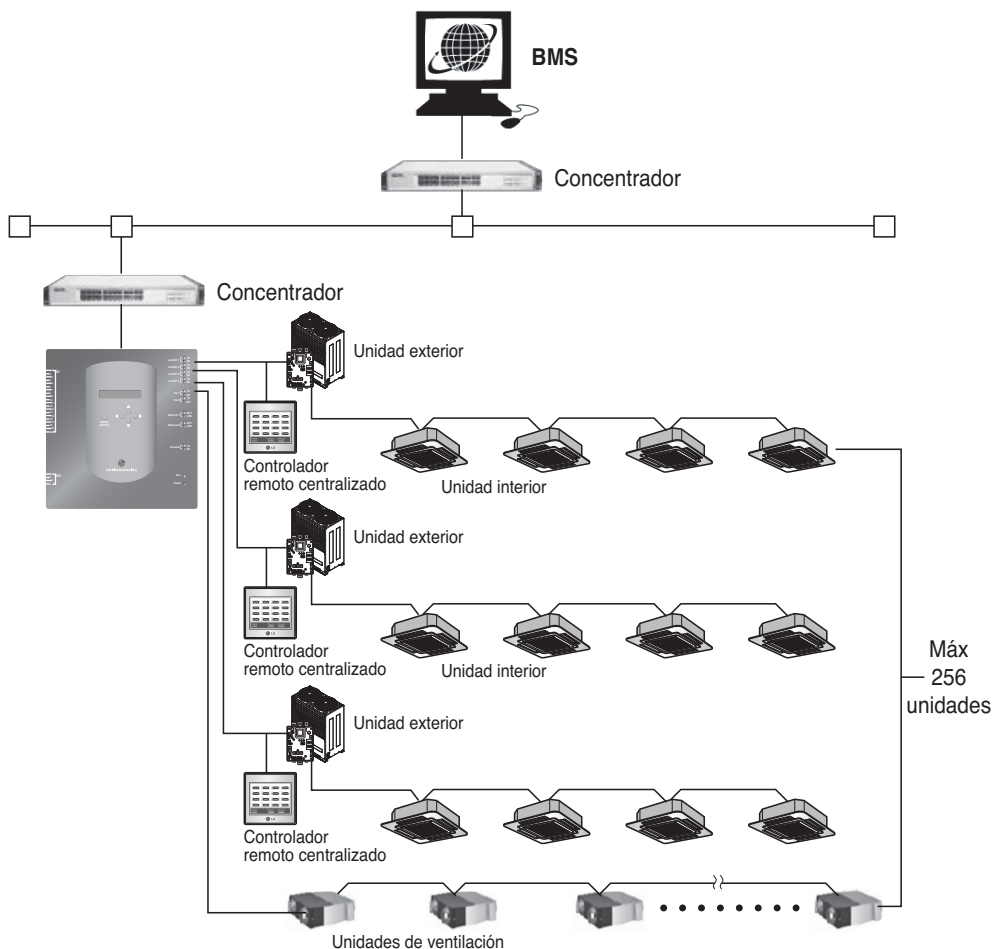 BMS
Concentrador
Concentrador
Unidad exterior
Controlador
remoto centralizado
Unidad interior
Unidad exterior
Controlador
remoto centralizado
Unidad interior
Máx
256
unidades
Unidad exterior
Controlador
remoto centralizado
Unidades de ventilación